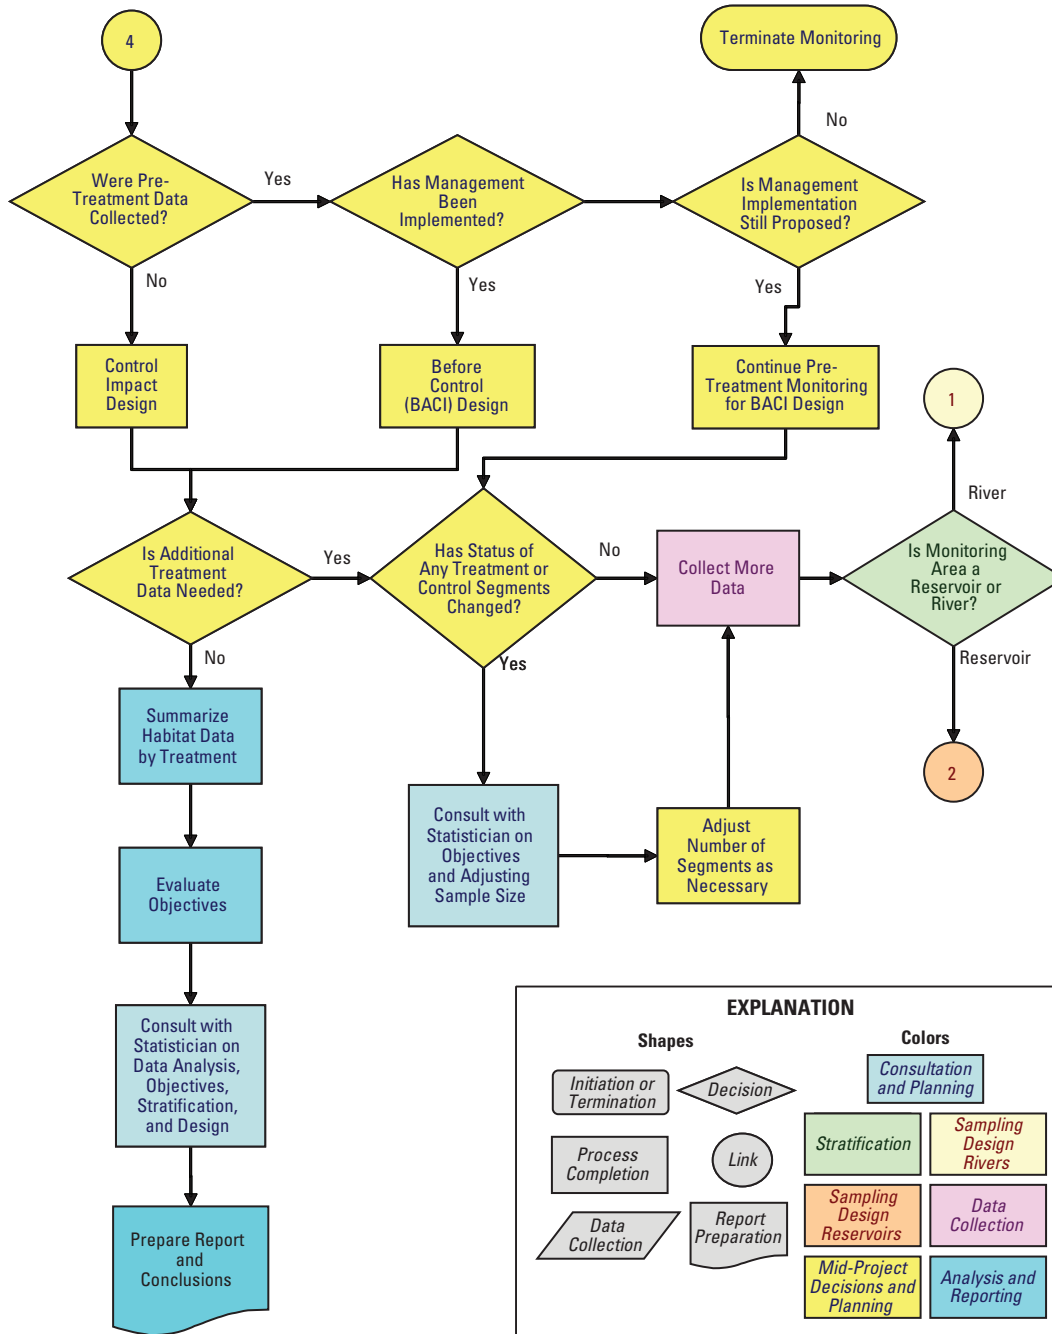 4
Terminate Monitoring
No
Were Pre-
Treatment Data
Collected?
Yes
Has Management
Been
Implemented?
Is Management
Implementation
Still Proposed?
No
Yes
Yes
Control
Impact
Design
Before
Control
(BACI) Design
Continue Pre-
Treatment Monitoring
for BACI Design
1
River
Is Additional
Treatment
Data Needed?
Yes
Has Status of
Any Treatment or
Control Segments
Changed?
No
Collect More
Data
Is Monitoring
Area a
Reservoir or
River?
No
Yes
Reservoir
Summarize
Habitat Data
by Treatment
2
Consult with
Statistician on
Objectives
and Adjusting
Sample Size
Adjust
Number of
Segments as
Necessary
Evaluate
Objectives
Consult with
Statistician on
Data Analysis,
Objectives,
Stratification,
and Design
Prepare Report
and
Conclusions
EXPLANATION
Shapes
Colors
Initiation or
Termination
Decision
Consultation
and Planning
Process
Completion
Link
Stratification
Sampling
Design
Rivers
Data
Collection
Report
Preparation
Sampling
Design
Reservoirs
Data
Collection
Mid-Project
Decisions and
Planning
Analysis and
Reporting